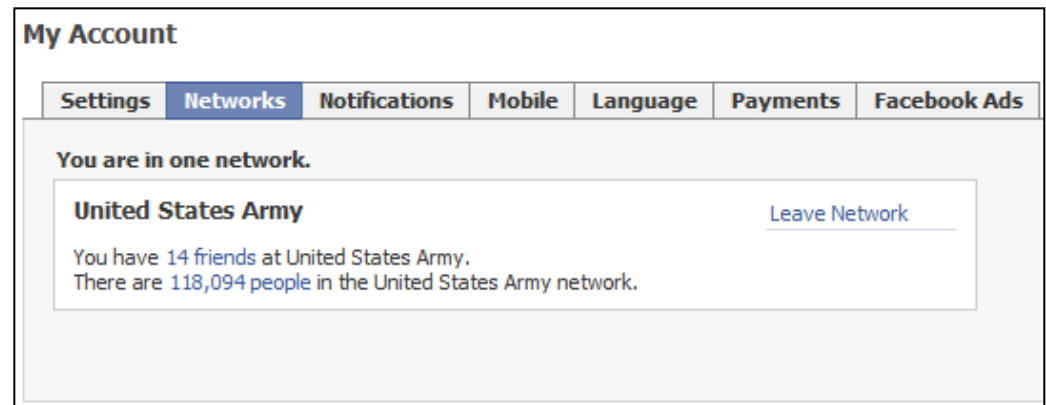 My Account
Settings Networks Notifications Mobile Language Payments Facebook Ads
You are in one network.
United States Army Leave Network
You have 14 friends at United States Army.
There are 118,094 people in the United States Army network.